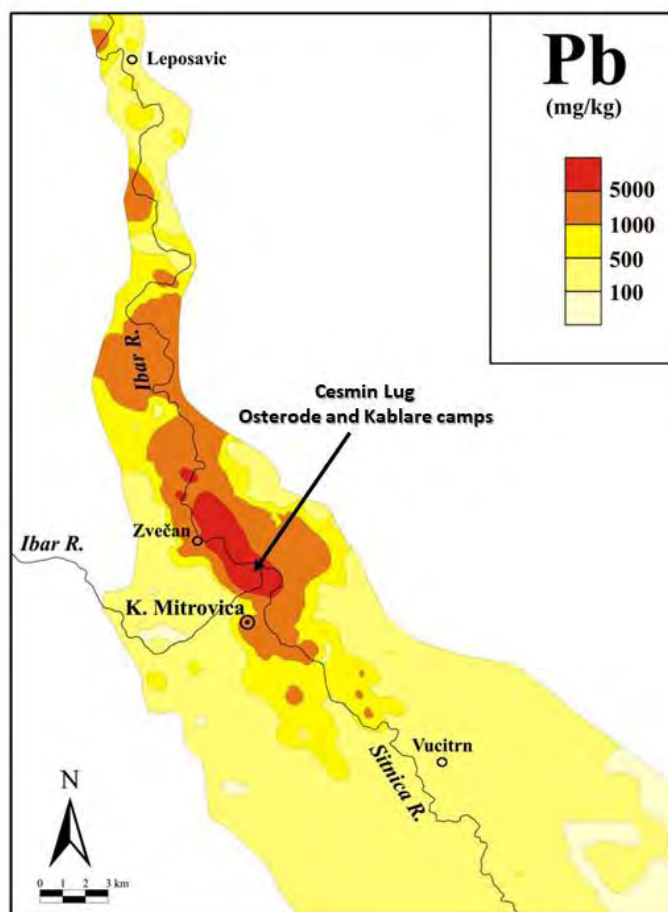 Pb
(mg/kg)
5000
1000
500
100
Leposavic
Ibar R.
Cesmin Lug
Osterode and Kablare camps
Zvečan
Ibar R.
K. Mitrovica
Vucitrn
Sitnica R.
N
0 1 2 3 km